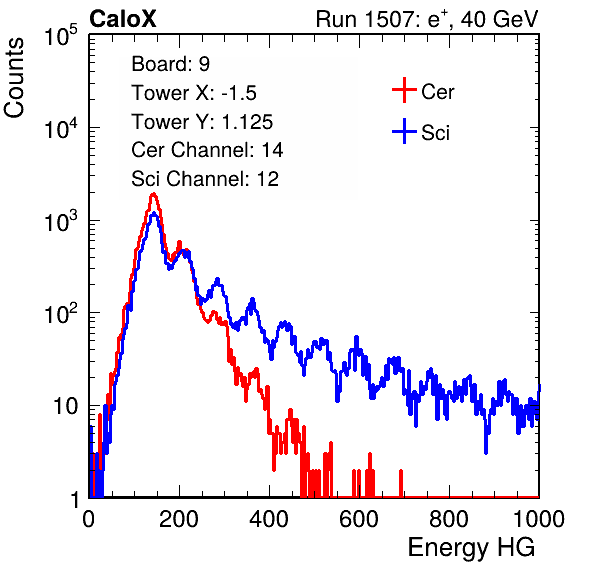 CaloX Run 1507: e⁺, 40 GeV
Counts
Board: 9
Tower X: -1.5
Tower Y: 1.125
Cer Channel: 14
Sci Channel: 12
Cer
Sci
10⁵
10⁴
10³
10²
10
1
0 200 400 600 800 1000
Energy HG